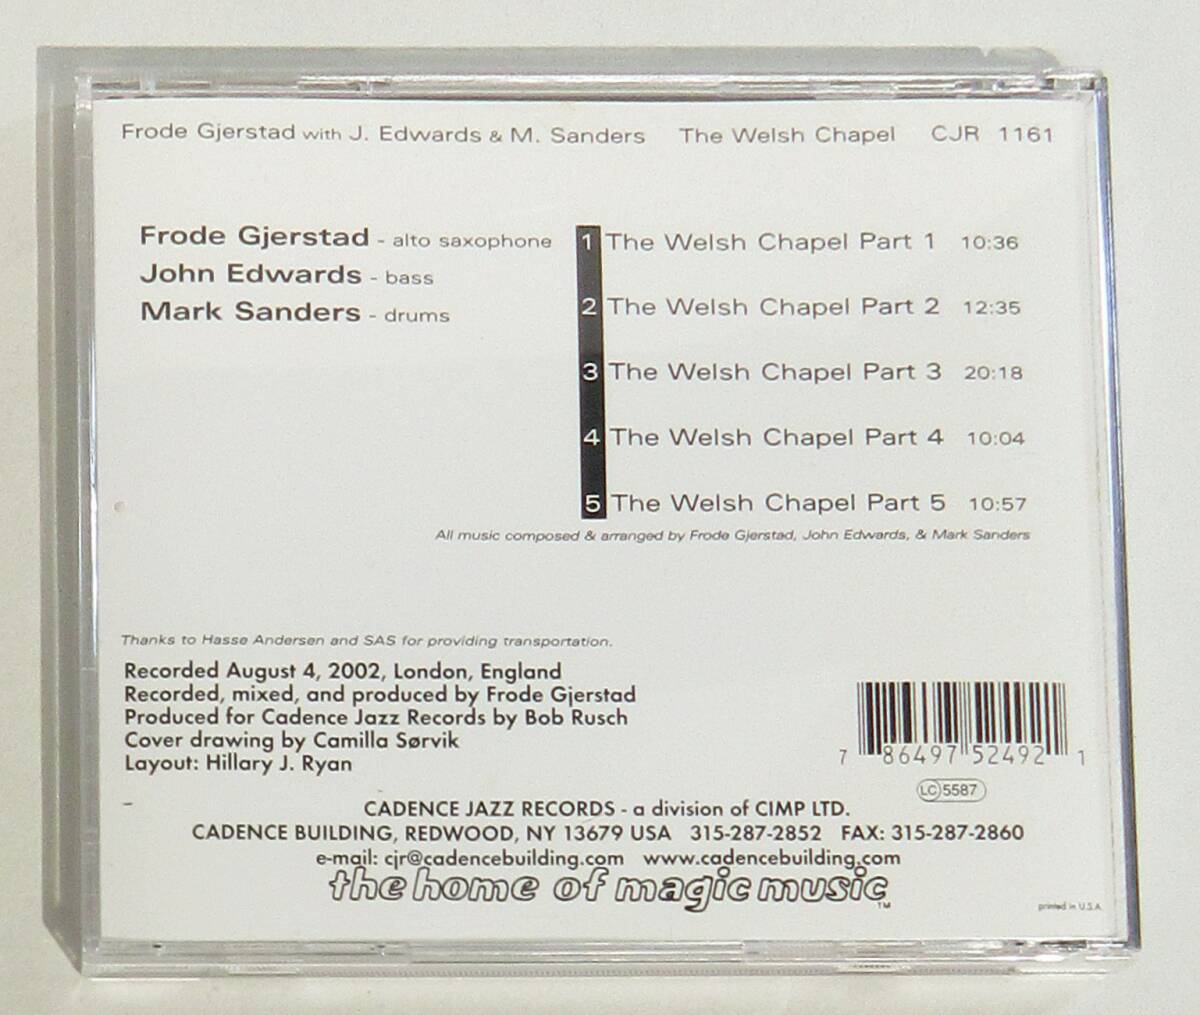 Frode Gjerstad with J. Edwards & M. Sanders The Welsh Chapel CJR 1161
Frode Gjerstad - alto saxophone
John Edwards - bass
Mark Sanders - drums
1 The Welsh Chapel Part 1 10:36
2 The Welsh Chapel Part 2 12:35
3 The Welsh Chapel Part 3 20:18
4 The Welsh Chapel Part 4 10:04
5 The Welsh Chapel Part 5 10:57
All music composed & arranged by Frode Gjerstad, John Edwards, & Mark Sanders
Thanks to Hasse Andersen and SAS for providing transportation.
Recorded August 4, 2002, London, England
Recorded, mixed, and produced by Frode Gjerstad
Produced for Cadence Jazz Records by Bob Rusch
Cover drawing by Camilla Sørvik
Layout: Hillary J. Ryan
7 86497 52492 1
LC 5587
CADENCE JAZZ RECORDS - a division of CIMP LTD.
CADENCE BUILDING, REDWOOD, NY 13679 USA 315-287-2852 FAX: 315-287-2860
e-mail: cjr@cadencebuilding.com www.cadencebuilding.com
the home of magic music ™
printed in U.S.A.